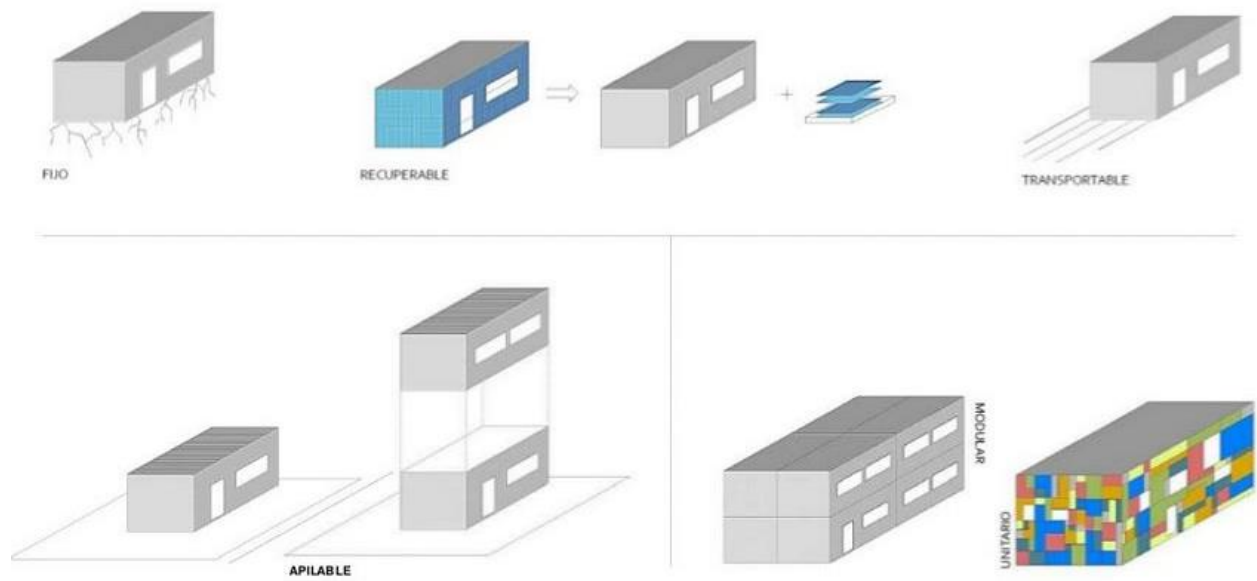 FIJO
RECUPERABLE
TRANSPORTABLE
APILABLE
MODULAR
UNITARIO